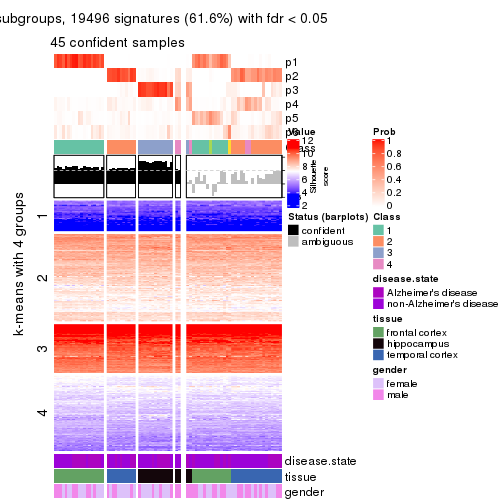 subgroups, 19496 signatures (61.6%) with fdr < 0.05
45 confident samples
p1
p2
p3
p4
p5
Class
k-means with 4 groups
1
2
3
4
disease.state
tissue
gender
Value
12
10
8
6
4
2
0
Silhouette
score
Prob
1
0.8
0.6
0.4
0.2
0
Status (barplots)
confident
ambiguous
Class
1
2
3
4
disease.state
Alzheimer's disease
non-Alzheimer's disease
tissue
frontal cortex
hippocampus
temporal cortex
gender
female
male